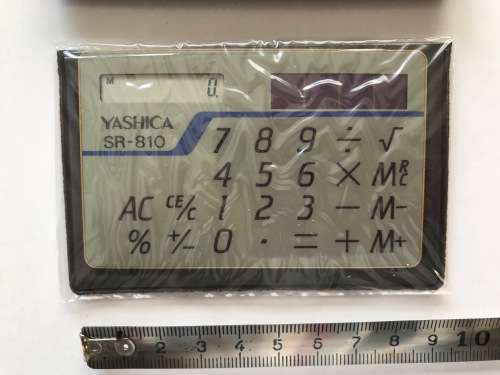 M 0.
YASHICA
SR-810
7 8 9 ÷ √
4 5 6 × MRC
AC CE/C 1 2 3 − M−
% +/− 0 · = + M+
2 3 4 5 6 7 8 9 10